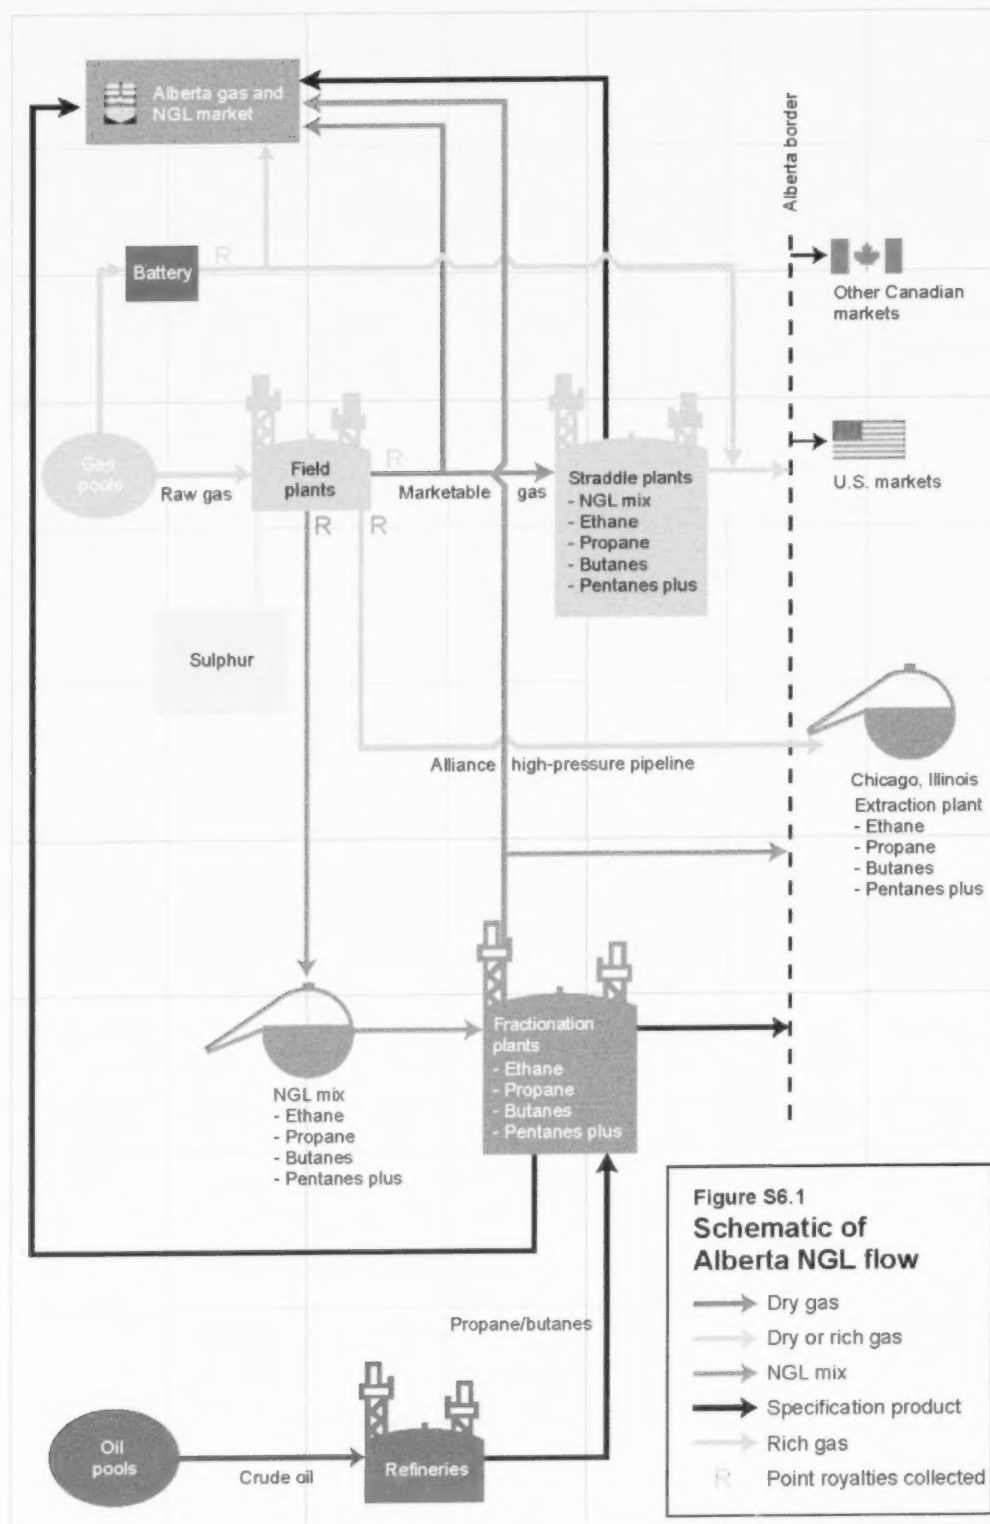 Alberta gas and
NGL market
Alberta border
Battery
R
Other Canadian
markets
Gas
pools
Raw gas
Field
plants
R
Marketable gas
Straddle plants
- NGL mix
- Ethane
- Propane
- Butanes
- Pentanes plus
U.S. markets
R
R
Sulphur
Alliance high-pressure pipeline
Chicago, Illinois
Extraction plant
- Ethane
- Propane
- Butanes
- Pentanes plus
NGL mix
- Ethane
- Propane
- Butanes
- Pentanes plus
Fractionation
plants
- Ethane
- Propane
- Butanes
- Pentanes plus
Propane/butanes
Oil
pools
Crude oil
Refineries
Figure S6.1
Schematic of
Alberta NGL flow
Dry gas
Dry or rich gas
NGL mix
Specification product
Rich gas
R Point royalties collected